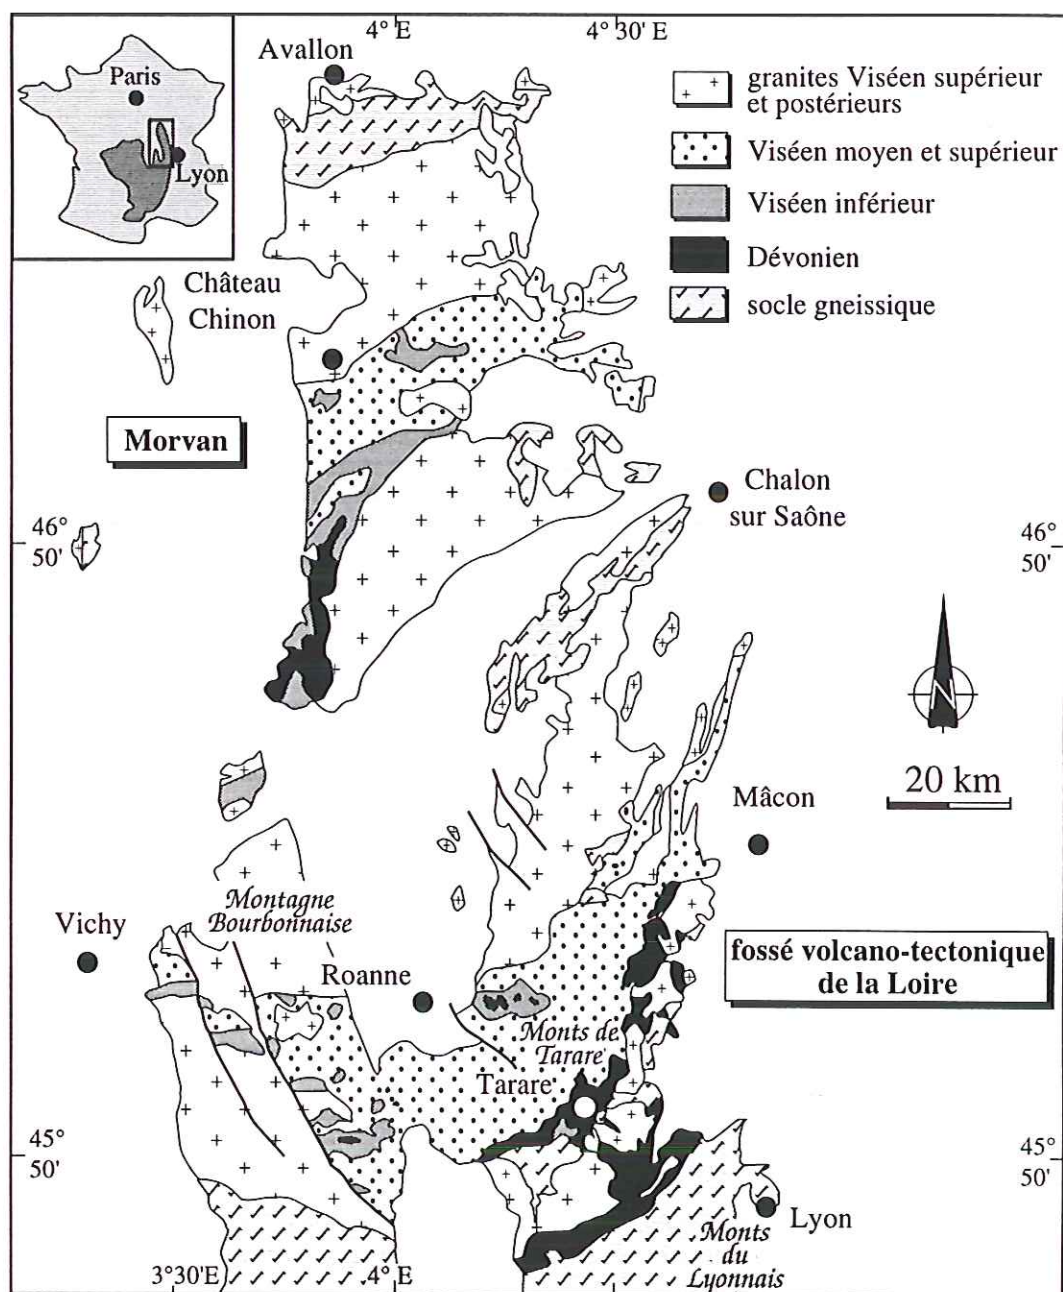 4° E
4° 30' E
Avallon
Paris
Lyon
granites Viséen supérieur
et postérieurs
Viséen moyen et supérieur
Viséen inférieur
Dévonien
socle gneissique
Château
Chinon
Morvan
Chalon
sur Saône
46°
50'
46°
50'
N
20 km
Mâcon
Montagne
Bourbonnaise
Vichy
Roanne
fossé volcano-tectonique
de la Loire
Monts de
Tarare
Tarare
45°
50'
45°
50'
Lyon
Monts
du
Lyonnais
3°30'E
4° E